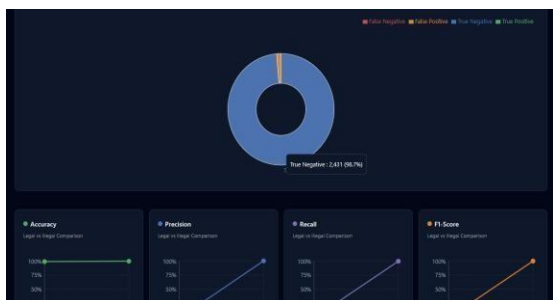 False Negative False Positive True Negative True Positive
True Negative : 2,431 (98.7%)
Accuracy
Legal vs Illegal Comparison
100%
75%
50%
Precision
Legal vs Illegal Comparison
100%
75%
50%
Recall
Legal vs Illegal Comparison
100%
75%
50%
F1-Score
Legal vs Illegal Comparison
100%
75%
50%